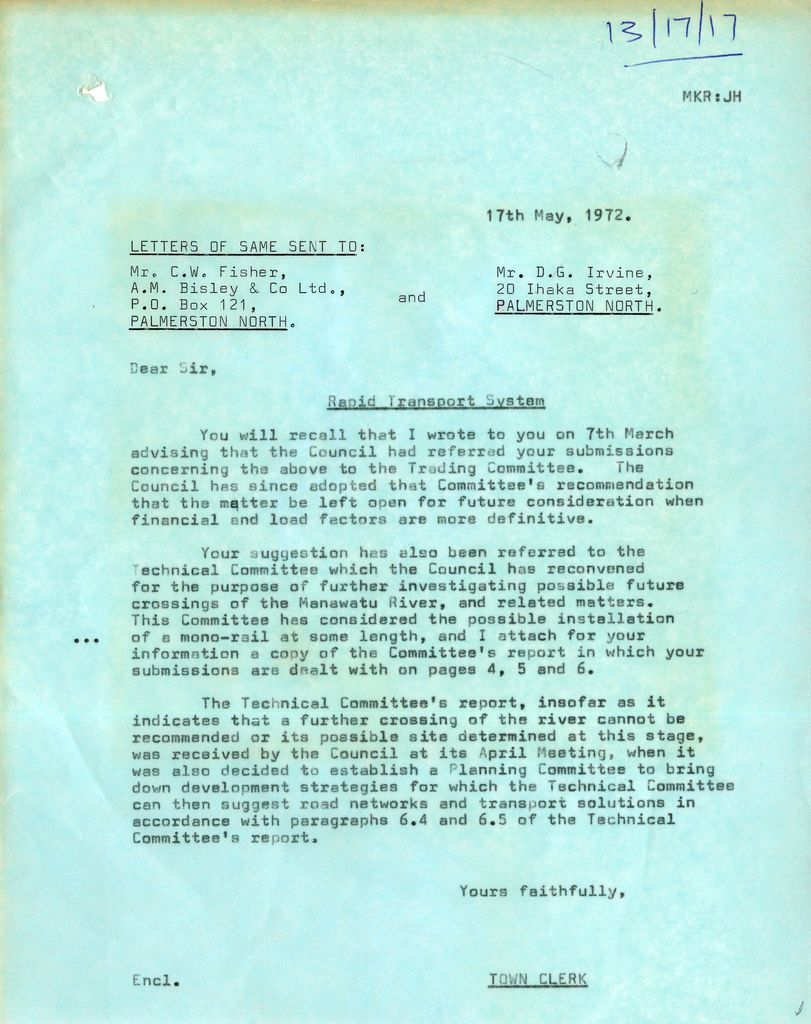 13/17/17
MKR:JH
17th May, 1972.
LETTERS OF SAME SENT TO:
Mr. C.W. Fisher,
A.M. Bisley & Co Ltd.,
P.O. Box 121,
PALMERSTON NORTH.
and
Mr. D.G. Irvine,
20 Ihaka Street,
PALMERSTON NORTH.
Dear Sir,
Rapid Transport System
You will recall that I wrote to you on 7th March
advising that the Council had referred your submissions
concerning the above to the Trading Committee. The
Council has since adopted that Committee's recommendation
that the matter be left open for future consideration when
financial and load factors are more definitive.
Your suggestion has also been referred to the
Technical Committee which the Council has reconvened
for the purpose of further investigating possible future
crossings of the Manawatu River, and related matters.
This Committee has considered the possible installation
... of a mono-rail at some length, and I attach for your
information a copy of the Committee's report in which your
submissions are dealt with on pages 4, 5 and 6.
The Technical Committee's report, insofar as it
indicates that a further crossing of the river cannot be
recommended or its possible site determined at this stage,
was received by the Council at its April Meeting, when it
was also decided to establish a Planning Committee to bring
down development strategies for which the Technical Committee
can then suggest road networks and transport solutions in
accordance with paragraphs 6.4 and 6.5 of the Technical
Committee's report.
Yours faithfully,
Encl.
TOWN CLERK